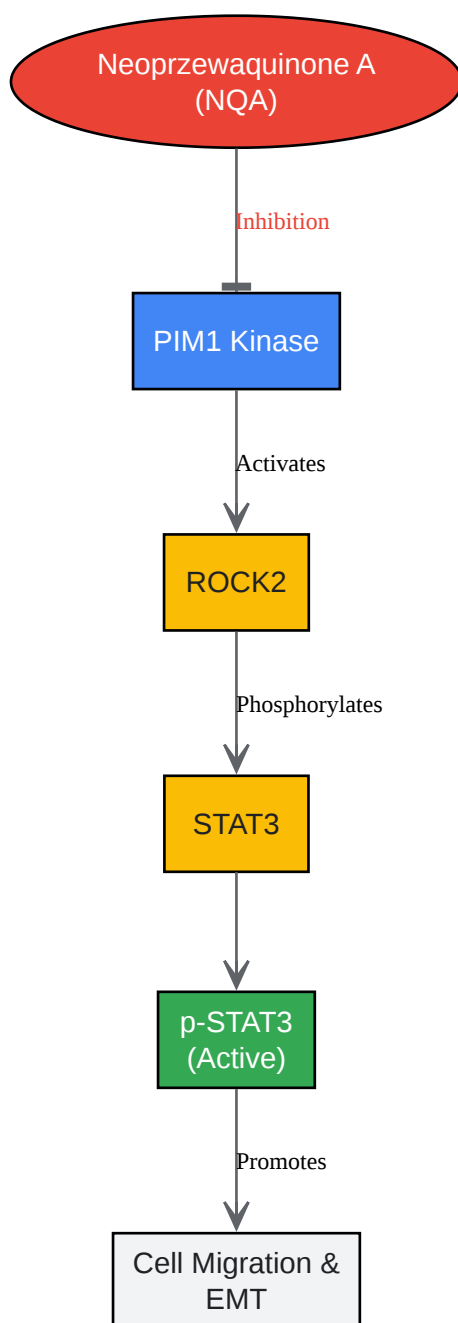 Neoprzewaquinone A
(NQA)
Inhibition
PIM1 Kinase
Activates
ROCK2
Phosphorylates
STAT3
p-STAT3
(Active)
Promotes
Cell Migration &
EMT